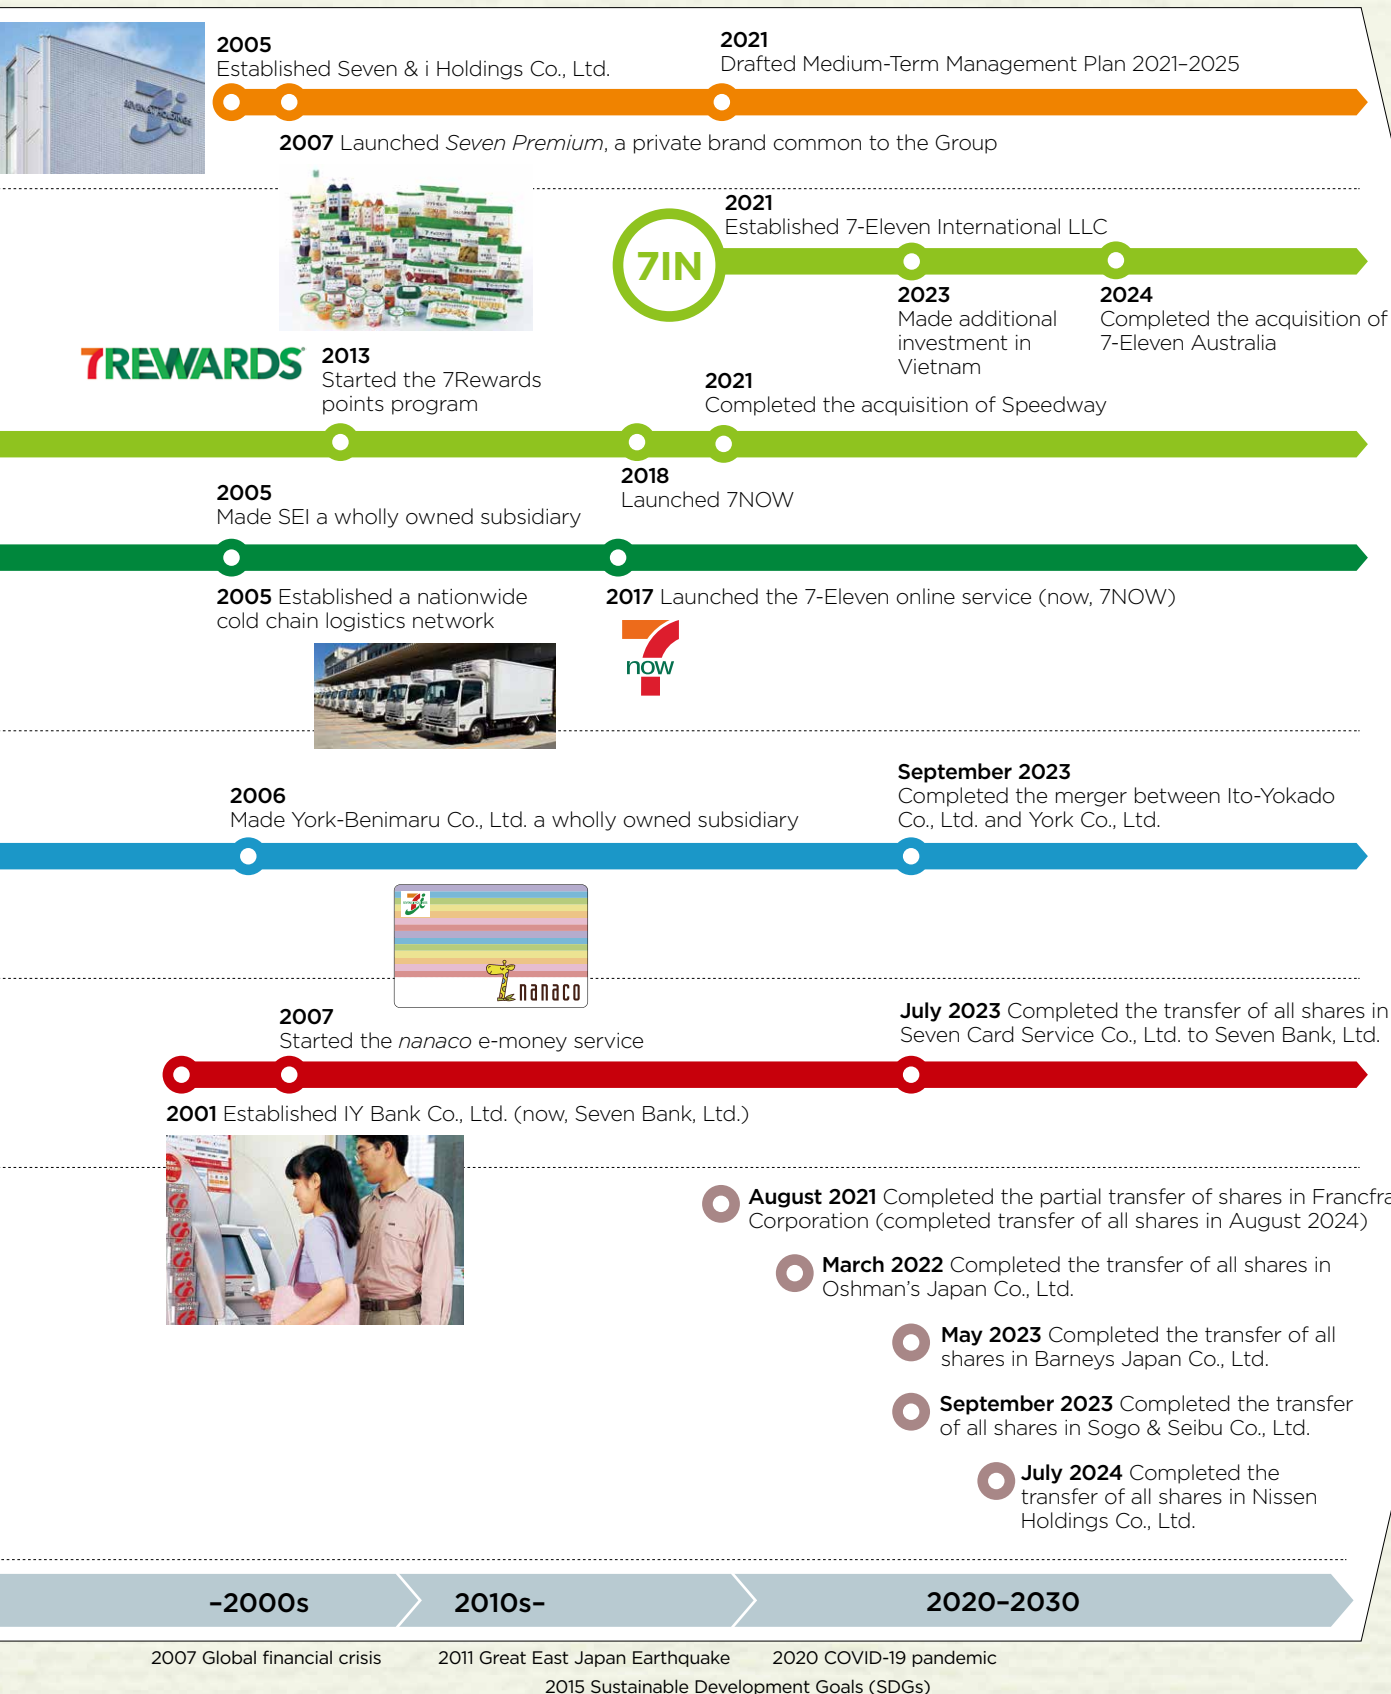 SEVEN & i HOLDINGS
2005
Established Seven & i Holdings Co., Ltd.
2021
Drafted Medium-Term Management Plan 2021–2025
2007 Launched Seven Premium, a private brand common to the Group
2021
Established 7-Eleven International LLC
7IN
2023
Made additional
investment in
Vietnam
2024
Completed the acquisition of
7-Eleven Australia
7REWARDS
2013
Started the 7Rewards
points program
2021
Completed the acquisition of Speedway
2018
Launched 7NOW
2005
Made SEI a wholly owned subsidiary
2005 Established a nationwide
cold chain logistics network
2017 Launched the 7-Eleven online service (now, 7NOW)
7
now
2006
Made York-Benimaru Co., Ltd. a wholly owned subsidiary
September 2023
Completed the merger between Ito-Yokado
Co., Ltd. and York Co., Ltd.
nanaco
2007
Started the nanaco e-money service
July 2023 Completed the transfer of all shares in
Seven Card Service Co., Ltd. to Seven Bank, Ltd.
2001 Established IY Bank Co., Ltd. (now, Seven Bank, Ltd.)
August 2021 Completed the partial transfer of shares in Francfra
Corporation (completed transfer of all shares in August 2024)
March 2022 Completed the transfer of all shares in
Oshman's Japan Co., Ltd.
May 2023 Completed the transfer of all
shares in Barneys Japan Co., Ltd.
September 2023 Completed the transfer
of all shares in Sogo & Seibu Co., Ltd.
July 2024 Completed the
transfer of all shares in Nissen
Holdings Co., Ltd.
–2000s
2010s–
2020–2030
2007 Global financial crisis
2011 Great East Japan Earthquake
2020 COVID-19 pandemic
2015 Sustainable Development Goals (SDGs)